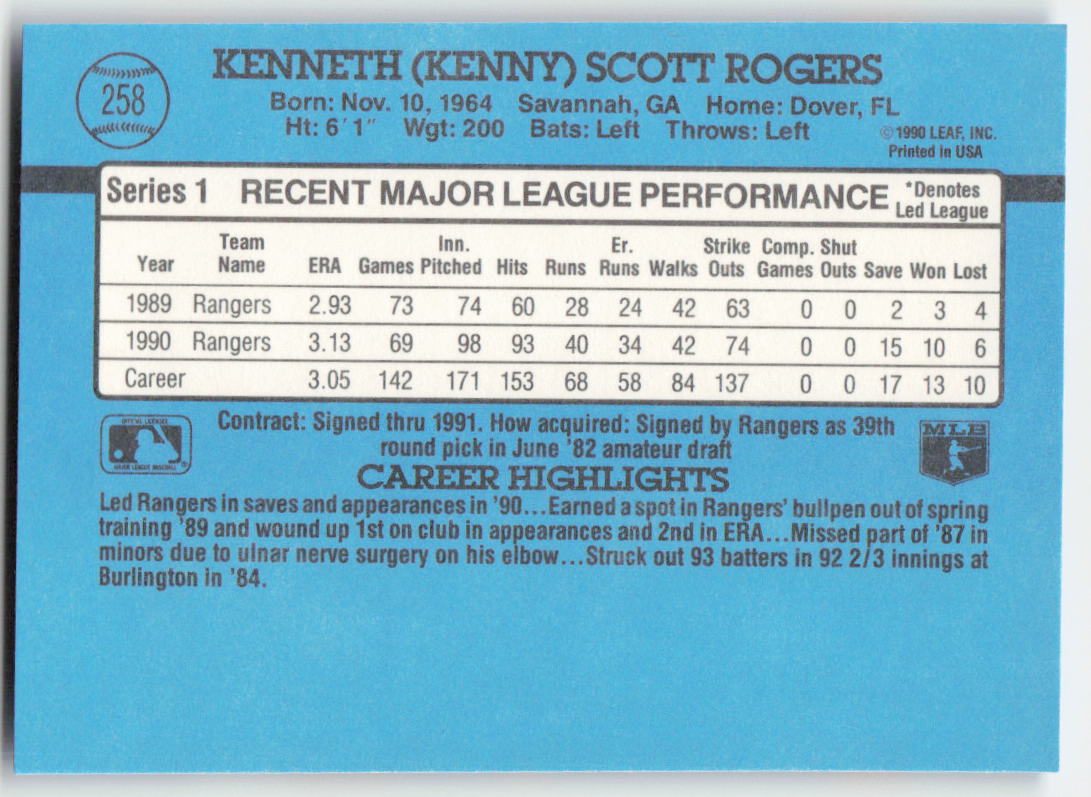 258
KENNETH (KENNY) SCOTT ROGERS
Born: Nov. 10, 1964 Savannah, GA Home: Dover, FL
Ht: 6´1″ Wgt: 200 Bats: Left Throws: Left
©1990 LEAF, INC.
Printed in USA
Series 1 RECENT MAJOR LEAGUE PERFORMANCE *Denotes
Led League
Team Inn. Er. Strike Comp. Shut
Year Name ERA Games Pitched Hits Runs Runs Walks Outs Games Outs Save Won Lost
1989 Rangers 2.93 73 74 60 28 24 42 63 0 0 2 3 4
1990 Rangers 3.13 69 98 93 40 34 42 74 0 0 15 10 6
Career 3.05 142 171 153 68 58 84 137 0 0 17 13 10
Contract: Signed thru 1991. How acquired: Signed by Rangers as 39th
round pick in June '82 amateur draft
OFFICIAL LICENSEE
MAJOR LEAGUE BASEBALL
®
MLB
CAREER HIGHLIGHTS
Led Rangers in saves and appearances in '90...Earned a spot in Rangers' bullpen out of spring
training '89 and wound up 1st on club in appearances and 2nd in ERA...Missed part of '87 in
minors due to ulnar nerve surgery on his elbow...Struck out 93 batters in 92 2/3 innings at
Burlington in '84.